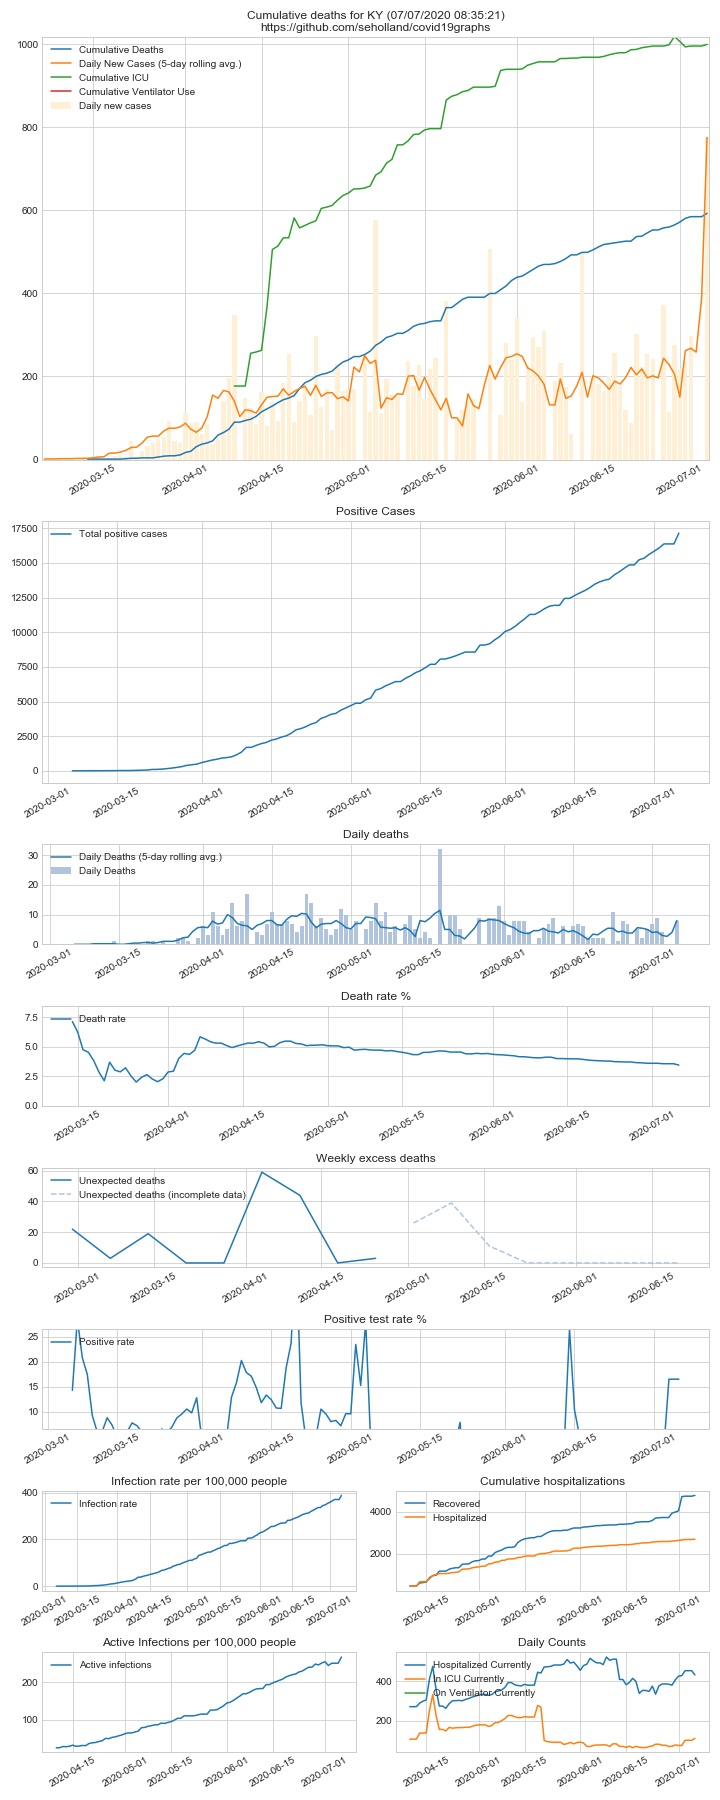 Cumulative deaths for KY (07/07/2020 08:35:21)
https://github.com/seholland/covid19graphs
Cumulative Deaths
Daily New Cases (5-day rolling avg.)
Cumulative ICU
Cumulative Ventilator Use
Daily new cases
1000
800
600
400
200
0
2020-03-15 2020-04-01 2020-04-15 2020-05-01 2020-05-15 2020-06-01 2020-06-15 2020-07-01
Positive Cases
Total positive cases
17500
15000
12500
10000
7500
5000
2500
0
2020-03-01 2020-03-15 2020-04-01 2020-04-15 2020-05-01 2020-05-15 2020-06-01 2020-06-15 2020-07-01
Daily deaths
Daily Deaths (5-day rolling avg.)
Daily Deaths
30
20
10
0
2020-03-01 2020-03-15 2020-04-01 2020-04-15 2020-05-01 2020-05-15 2020-06-01 2020-06-15 2020-07-01
Death rate %
Death rate
7.5
5.0
2.5
0.0
2020-03-15 2020-04-01 2020-04-15 2020-05-01 2020-05-15 2020-06-01 2020-06-15 2020-07-01
Weekly excess deaths
Unexpected deaths
Unexpected deaths (incomplete data)
60
40
20
0
2020-03-01 2020-03-15 2020-04-01 2020-04-15 2020-05-01 2020-05-15 2020-06-01 2020-06-15
Positive test rate %
Positive rate
25
20
15
10
2020-03-01 2020-03-15 2020-04-01 2020-04-15 2020-05-01 2020-05-15 2020-06-01 2020-06-15 2020-07-01
Infection rate per 100,000 people
Infection rate
400
200
0
2020-03-01 2020-03-15 2020-04-01 2020-04-15 2020-05-01 2020-05-15 2020-06-01 2020-06-15 2020-07-01
Cumulative hospitalizations
Recovered
Hospitalized
4000
2000
2020-04-15 2020-05-01 2020-05-15 2020-06-01 2020-06-15 2020-07-01
Active Infections per 100,000 people
Active infections
200
100
2020-04-15 2020-05-01 2020-05-15 2020-06-01 2020-06-15 2020-07-01
Daily Counts
Hospitalized Currently
In ICU Currently
On Ventilator Currently
400
200
2020-04-15 2020-05-01 2020-05-15 2020-06-01 2020-06-15 2020-07-01